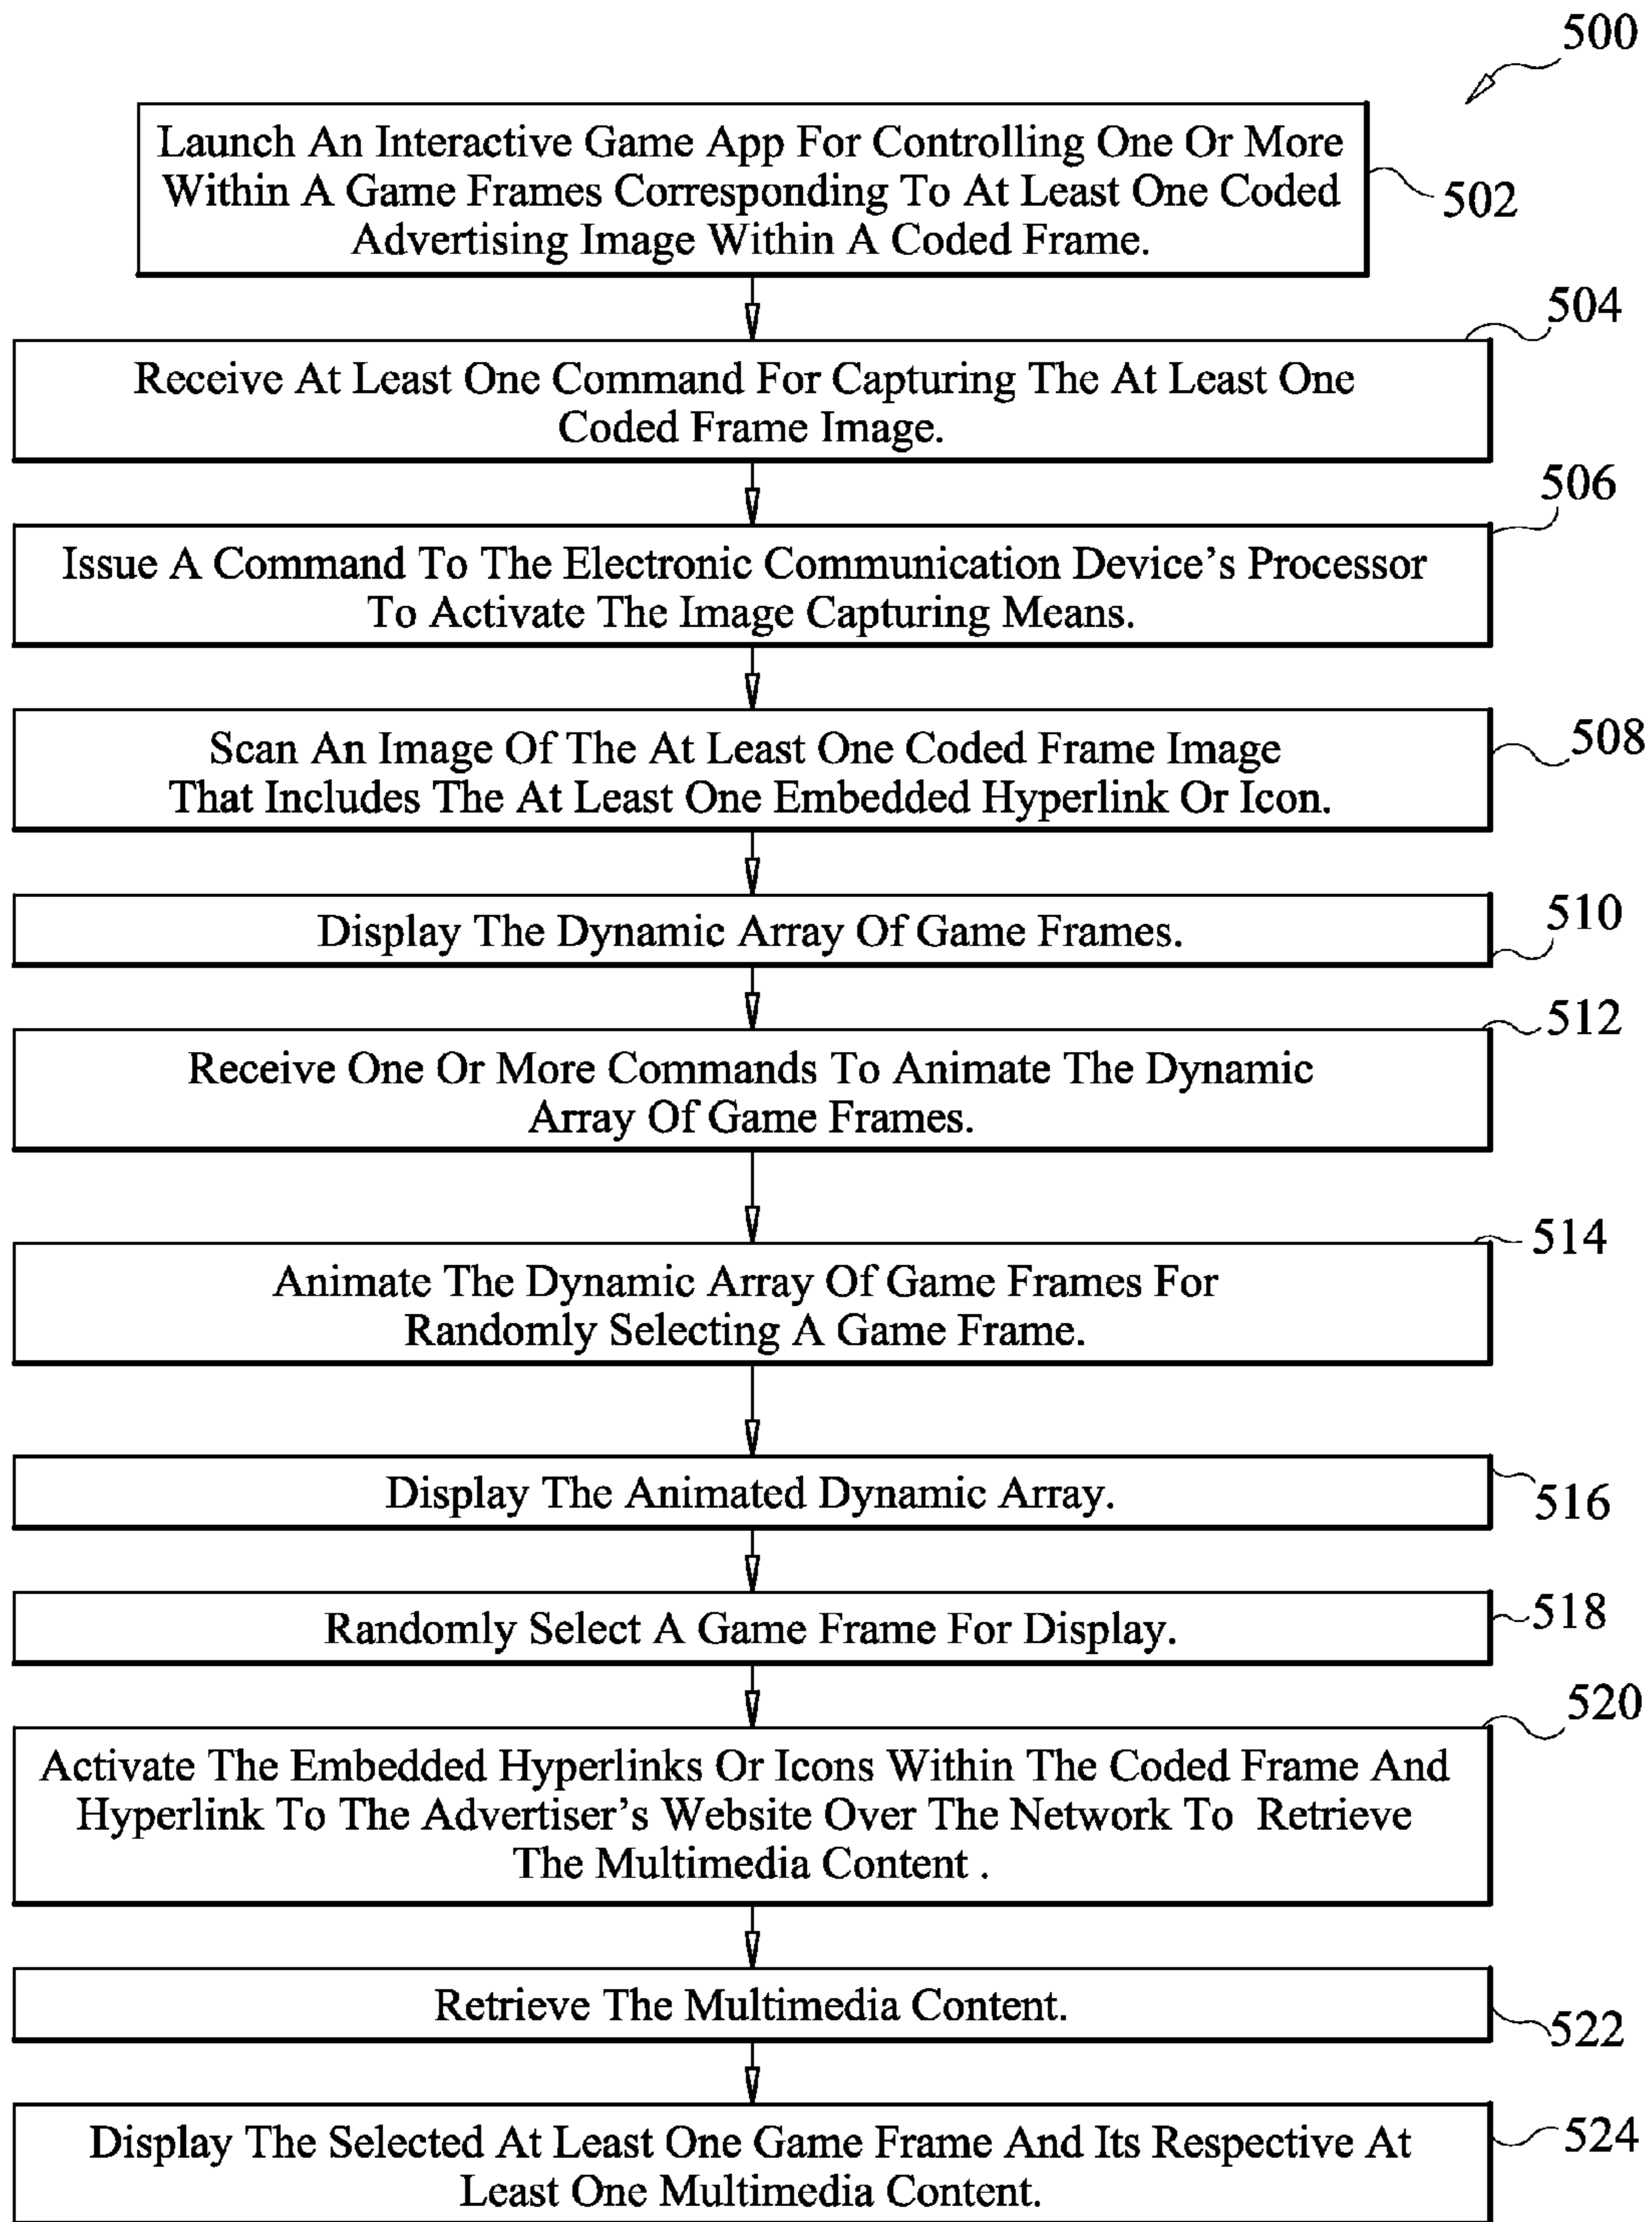 500
Launch An Interactive Game App For Controlling One Or More
Within A Game Frames Corresponding To At Least One Coded
Advertising Image Within A Coded Frame.
502
504
Receive At Least One Command For Capturing The At Least One
Coded Frame Image.
506
Issue A Command To The Electronic Communication Device's Processor
To Activate The Image Capturing Means.
508
Scan An Image Of The At Least One Coded Frame Image
That Includes The At Least One Embedded Hyperlink Or Icon.
510
Display The Dynamic Array Of Game Frames.
512
Receive One Or More Commands To Animate The Dynamic
Array Of Game Frames.
514
Animate The Dynamic Array Of Game Frames For
Randomly Selecting A Game Frame.
Display The Animated Dynamic Array.
516
Randomly Select A Game Frame For Display.
518
520
Activate The Embedded Hyperlinks Or Icons Within The Coded Frame And
Hyperlink To The Advertiser's Website Over The Network To Retrieve
The Multimedia Content .
Retrieve The Multimedia Content.
522
Display The Selected At Least One Game Frame And Its Respective At
Least One Multimedia Content.
524